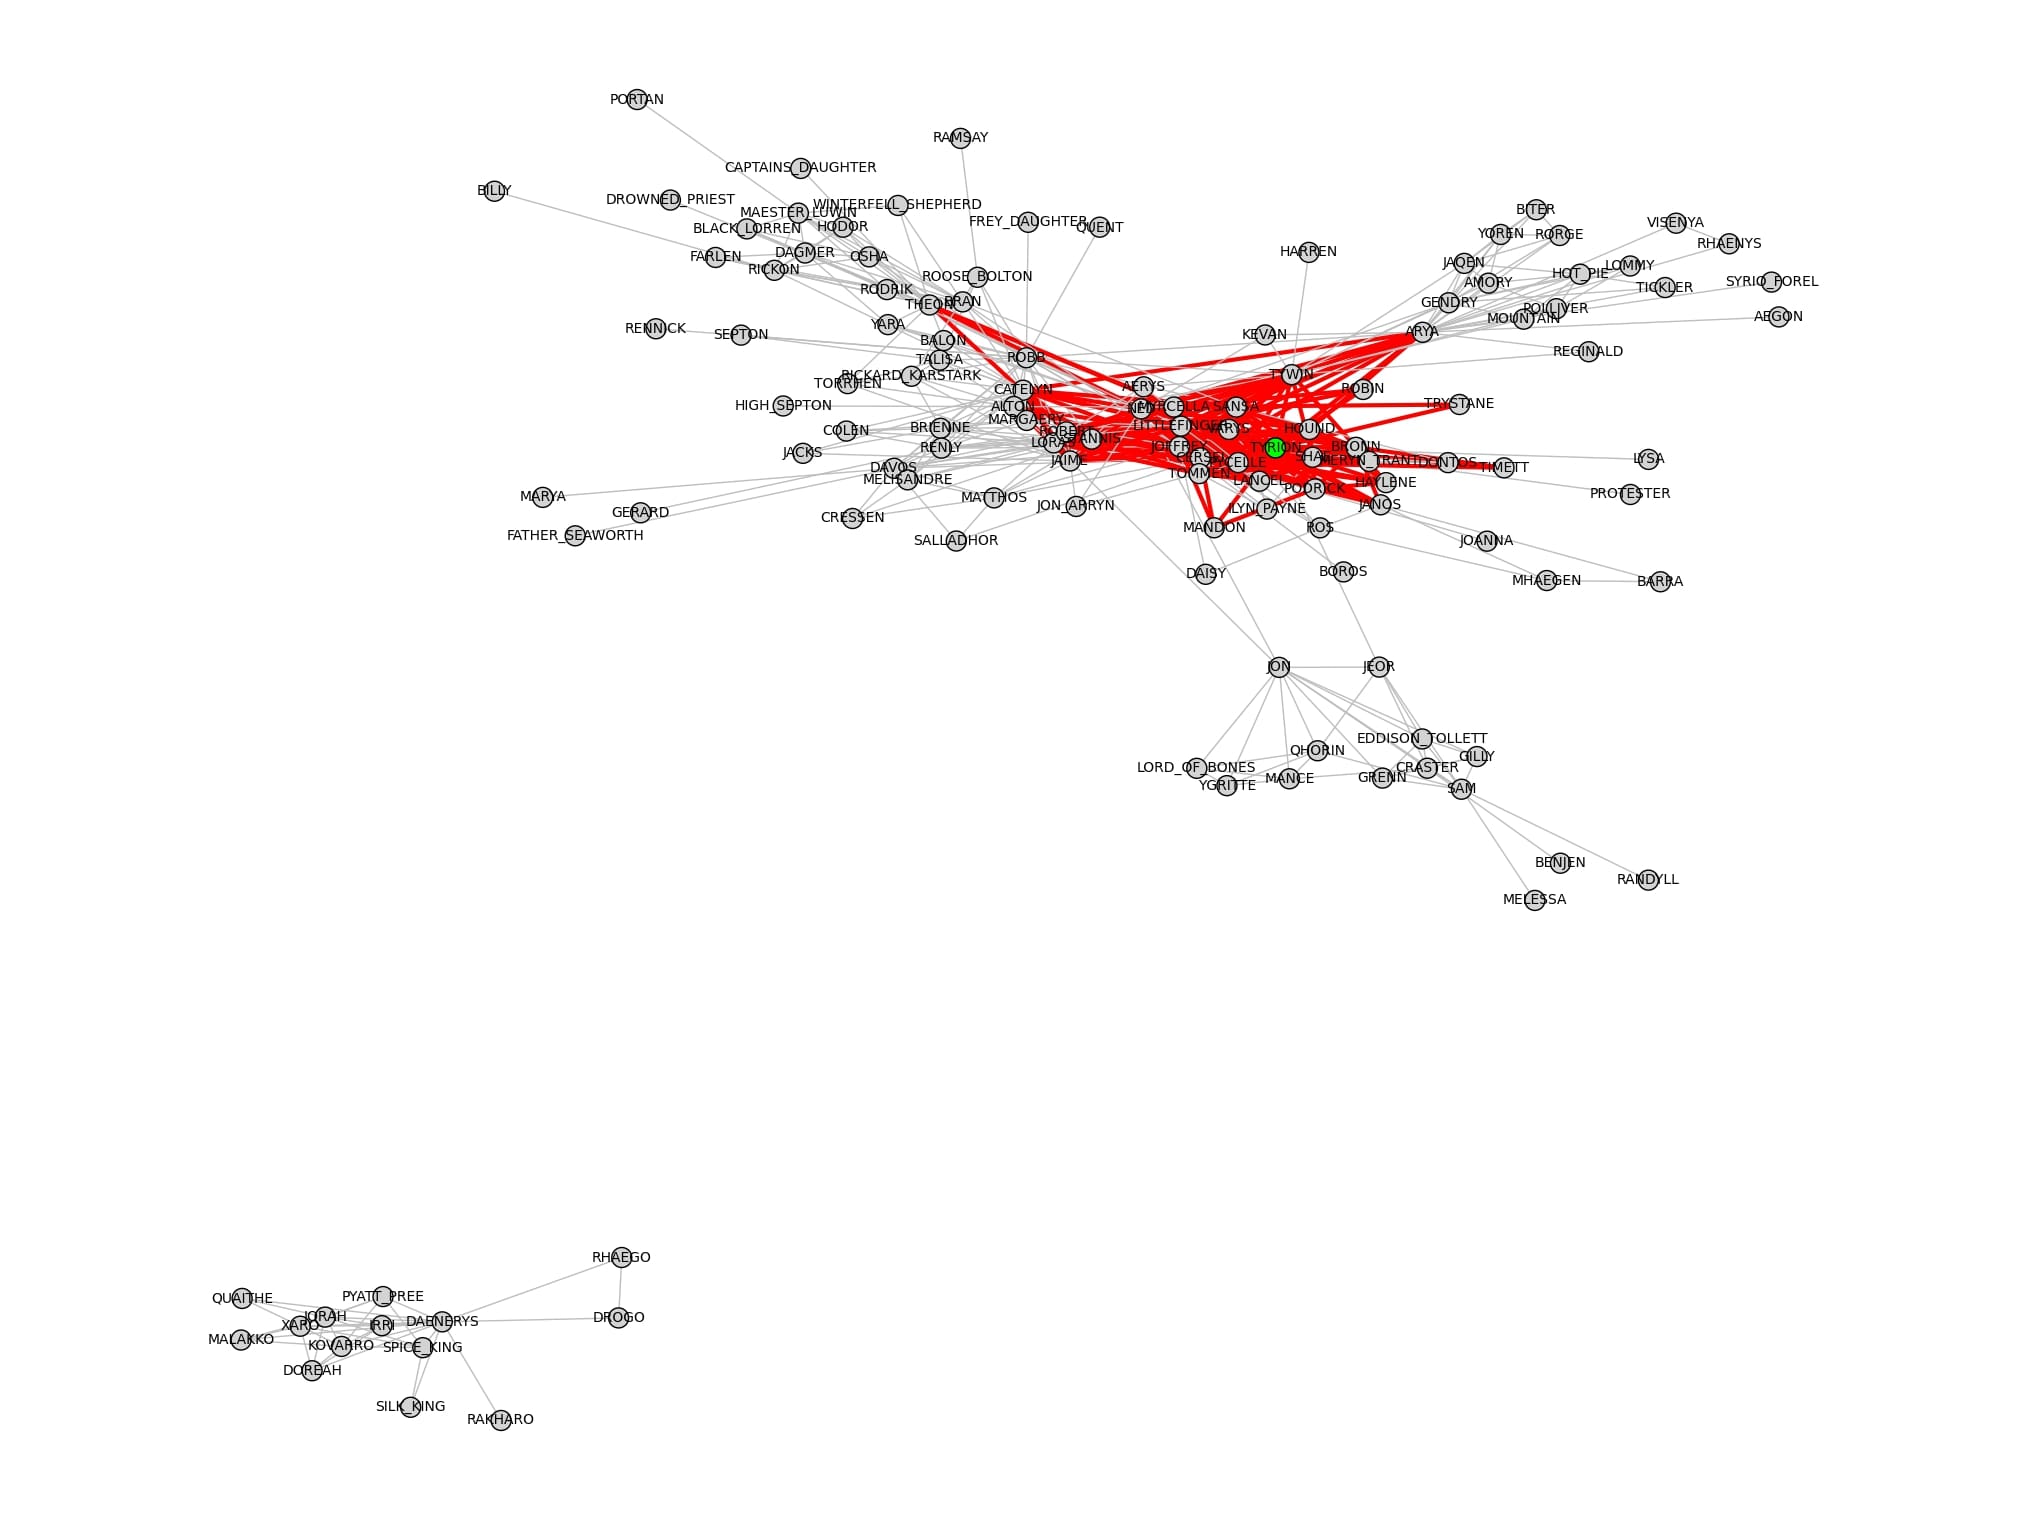 PORTAN
RAMSAY
CAPTAINS_DAUGHTER
BILLY
DROWNED_PRIEST
WINTERFELL_SHEPHERD
MAESTER_LUWIN
BITER
FREY_DAUGHTER
QUENT
VISENYA
BLACK_LORREN
HODOR
YOREN
RORGE
RHAENYS
HARREN
FARLEN
DAGMER
OSHA
RICKON
JAQEN
HOT_PIE
LOMMY
ROOSE_BOLTON
AMORY
TICKLER
SYRIO_FOREL
RODRIK
THEON
BRAN
GENDRY
POLLIVER
MOUNTAIN
AEGON
RENNICK
SEPTON
YARA
KEVAN
ARYA
BALON
REGINALD
TALISA
ROBB
RICKARD_KARSTARK
TORRHEN
TYWIN
CATELYN
AERYS
ROBIN
HIGH_SEPTON
ALTON
NED
MYRCELLA
SANSA
TRYSTANE
MARGAERY
COLEN
BRIENNE
ROBERT
LITTLEFINGER
VARYS
HOUND
LORAS
STANNIS
JACKS
RENLY
JOFFREY
TYRION
BRONN
JAIME
CERSEI
PYCELLE
SHAE
MERYN_TRANT
DONTOS
TIMETT
LYSA
DAVOS
MELISANDRE
TOMMEN
LANCEL
PODRICK
HAYLENE
MARYA
MATTHOS
PROTESTER
GERARD
JON_ARRYN
ILYN_PAYNE
JANOS
CRESSEN
MANDON
ROS
FATHER_SEAWORTH
SALLADHOR
JOANNA
DAISY
BOROS
MHAEGEN
BARRA
JON
JEOR
EDDISON_TOLLETT
QHORIN
GILLY
LORD_OF_BONES
CRASTER
YGRITTE
MANCE
GRENN
SAM
BENJEN
RANDYLL
MELESSA
RHAEGO
QUAITHE
PYATT_PREE
JORAH
DROGO
XARO
IRRI
DAENERYS
MALAKKO
KOVARRO
SPICE_KING
DOREAH
SILK_KING
RAKHARO